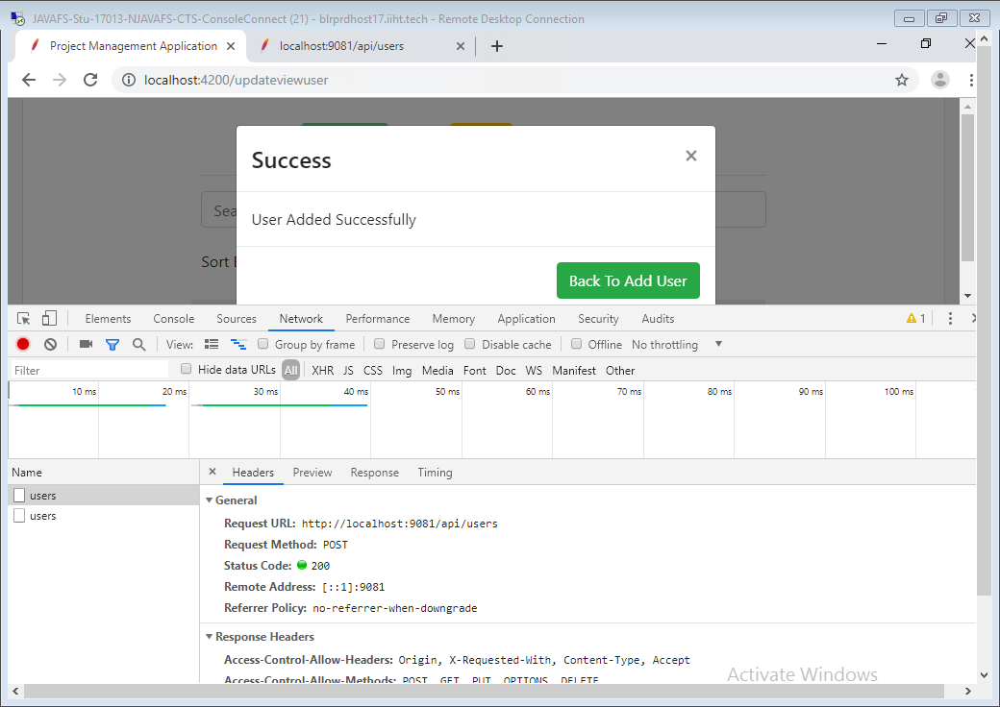 JAVAFS-Stu-17013-NJAVAFS-CTS-ConsoleConnect (21) - blrprdhost17.iiht.tech - Remote Desktop Connection
Project Management Application
localhost:9081/api/users
localhost:4200/updateviewuser
Success
Sea
User Added Successfully
Sort
Back To Add User
Elements Console Sources Network Performance Memory Application Security Audits 1
View: Group by frame Preserve log Disable cache Offline No throttling
Filter Hide data URLs All XHR JS CSS Img Media Font Doc WS Manifest Other
10 ms 20 ms 30 ms 40 ms 50 ms 60 ms 70 ms 80 ms 90 ms 100 ms
Name Headers Preview Response Timing
users
users
General
Request URL: http://localhost:9081/api/users
Request Method: POST
Status Code: 200
Remote Address: [::1]:9081
Referrer Policy: no-referrer-when-downgrade
Response Headers
Access-Control-Allow-Headers: Origin, X-Requested-With, Content-Type, Accept
Access-Control-Allow-Methods: POST, GET, PUT, OPTIONS, DELETE
Activate Windows